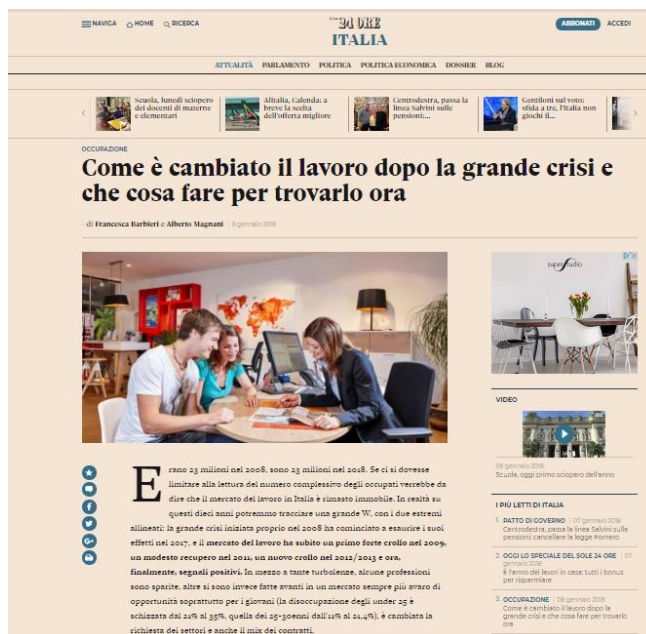 NAVIGA HOME RICERCA
24 ORE
ABBONATI ACCEDI
ITALIA
ATTUALITÀ PARLAMENTO POLITICA POLITICA ECONOMICA DOSSIER BLOG
Scuola, lunedì sciopero
dei docenti di materne
e elementari
Alitalia, Calenda: a
breve la scelta
dell'offerta migliore
Centrodestra, passa la
linea Salvini sulle
pensioni:...
Gentiloni sul voto:
sfida a tre, l'Italia non
giochi il...
OCCUPAZIONE
Come è cambiato il lavoro dopo la grande crisi e
che cosa fare per trovarlo ora
- di Francesca Barbieri e Alberto Magnani | 8 gennaio 2018
super studio
VIDEO
08 gennaio 2018
Scuola, oggi primo sciopero dell'anno
Erano 23 milioni nel 2008, sono 23 milioni nel 2018. Se ci si dovesse
limitare alla lettura del numero complessivo degli occupati verrebbe da
dire che il mercato del lavoro in Italia è rimasto immobile. In realtà su
questi dieci anni potremmo tracciare una grande W, con i due estremi
allineati: la grande crisi iniziata proprio nel 2008 ha cominciato a esaurire i suoi
effetti nel 2017, e il mercato del lavoro ha subito un primo forte crollo nel 2009,
un modesto recupero nel 2011, un nuovo crollo nel 2012/2013 e ora,
finalmente, segnali positivi. In mezzo a tante turbolenze, alcune professioni
sono sparite, altre si sono invece fatte avanti in un mercato sempre più avaro di
opportunità soprattutto per i giovani (la disoccupazione degli under 25 è
schizzata dal 21% al 35%, quella dei 25-30enni dall'11% al 21,4%), è cambiata la
richiesta dei settori e anche il mix dei contratti.
I PIÙ LETTI DI ITALIA
1. PATTO DI GOVERNO | 07 gennaio 2018
Centrodestra, passa la linea Salvini sulle
pensioni: cancellare la legge Fornero
2. OGGI LO SPECIALE DEL SOLE 24 ORE | 07
gennaio 2018
È l'anno dei lavori in casa: tutti i bonus
per risparmiare
3. OCCUPAZIONE | 08 gennaio 2018
Come è cambiato il lavoro dopo la
grande crisi e che cosa fare per trovarlo
ora